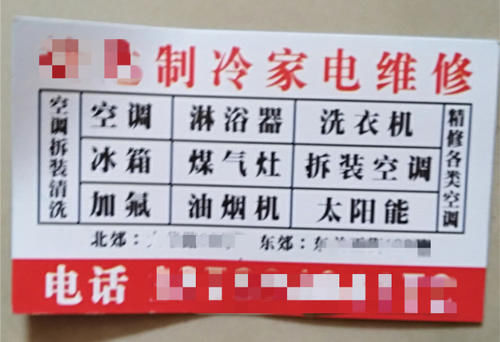 制冷家电维修
空调拆装清洗
空调 淋浴器 洗衣机
冰箱 煤气灶 拆装空调
加氟 油烟机 太阳能
精修各类空调
北郊： 东郊：
电话